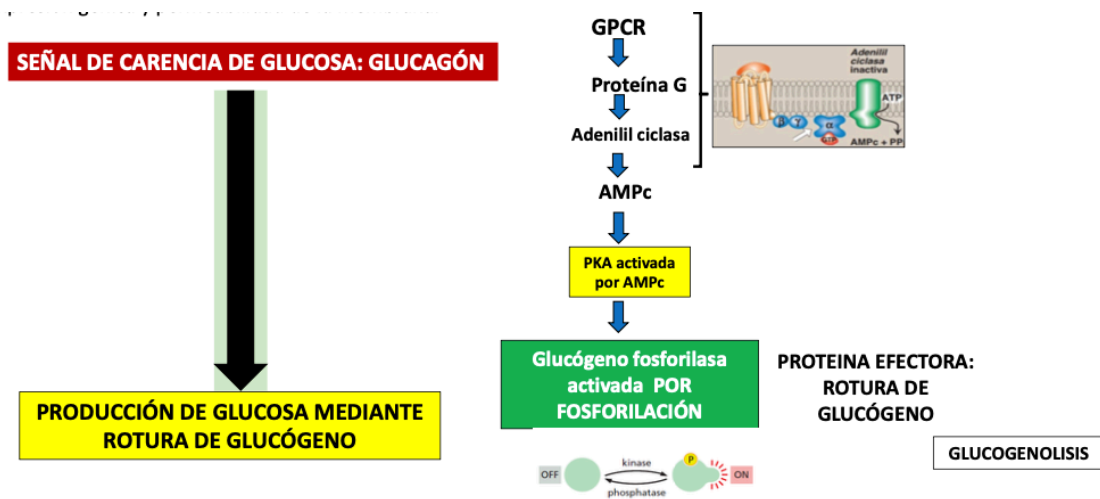 SEÑAL DE CARENCIA DE GLUCOSA: GLUCAGÓN
PRODUCCIÓN DE GLUCOSA MEDIANTE
ROTURA DE GLUCÓGENO
GPCR
Proteína G
Adenilil ciclasa
AMPc
PKA activada
por AMPc
Glucógeno fosforilasa
activada POR
FOSFORILACIÓN
OFF
kinase
phosphatase
P
ON
Adenilil
ciclasa
inactiva
ATP
β
γ
α
GTP
AMPc + PP
PROTEINA EFECTORA:
ROTURA DE
GLUCÓGENO
GLUCOGENOLISIS